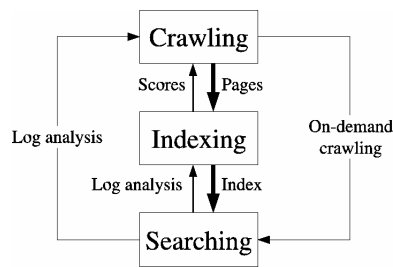 Crawling
Scores
Pages
Log analysis
Indexing
On-demand
crawling
Log analysis
Index
Searching